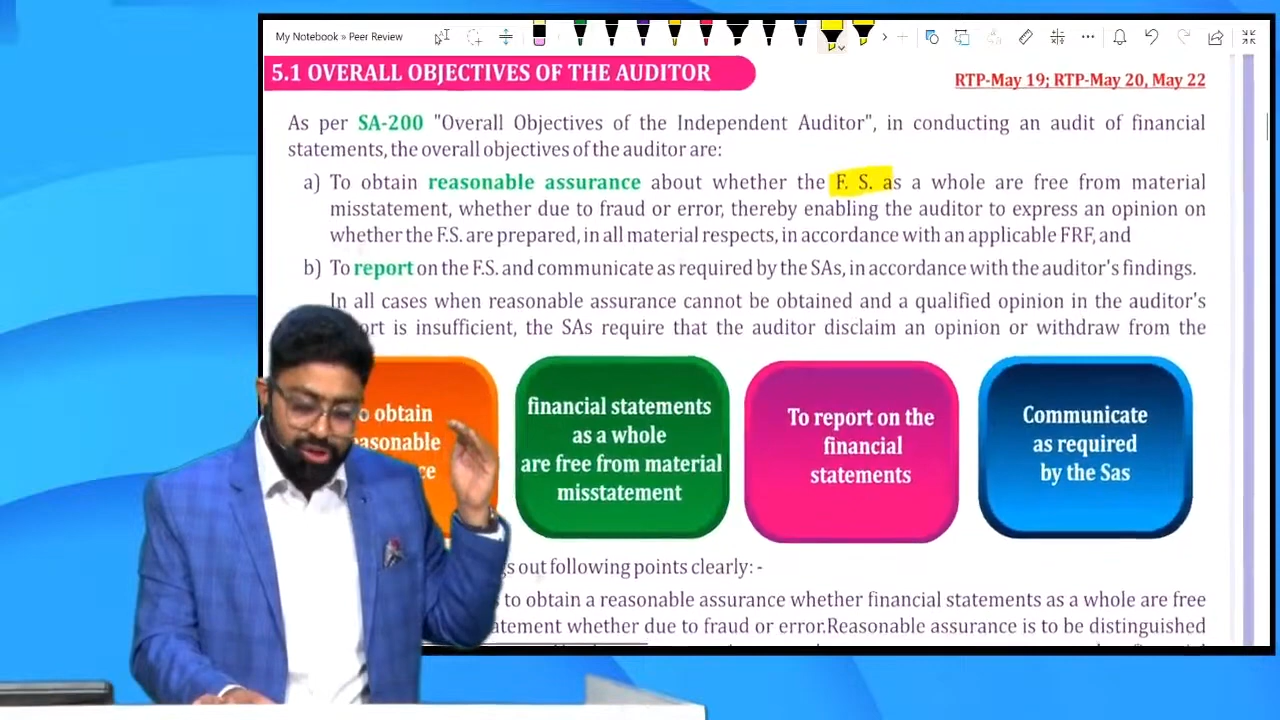 My Notebook » Peer Review
5.1 OVERALL OBJECTIVES OF THE AUDITOR
RTP-May 19; RTP-May 20, May 22
As per SA-200 "Overall Objectives of the Independent Auditor", in conducting an audit of financial
statements, the overall objectives of the auditor are:
a) To obtain reasonable assurance about whether the F. S. as a whole are free from material
misstatement, whether due to fraud or error, thereby enabling the auditor to express an opinion on
whether the F.S. are prepared, in all material respects, in accordance with an applicable FRF, and
b) To report on the F.S. and communicate as required by the SAs, in accordance with the auditor's findings.
In all cases when reasonable assurance cannot be obtained and a qualified opinion in the auditor's
ort is insufficient, the SAs require that the auditor disclaim an opinion or withdraw from the
o obtain
easonable
ce
financial statements
as a whole
are free from material
misstatement
To report on the
financial
statements
Communicate
as required
by the Sas
gs out following points clearly: -
s to obtain a reasonable assurance whether financial statements as a whole are free
atement whether due to fraud or error.Reasonable assurance is to be distinguished